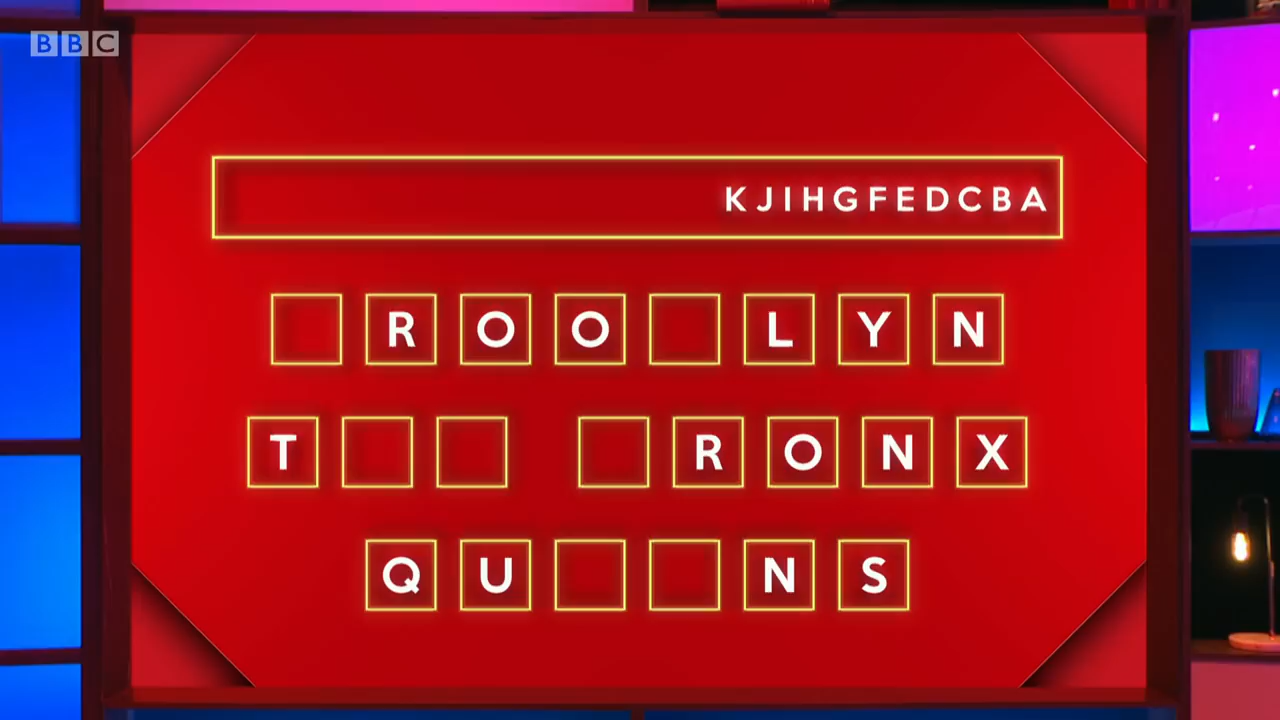 BBC
KJIHGFEDCBA
ROO LYN
T RONX
QU NS